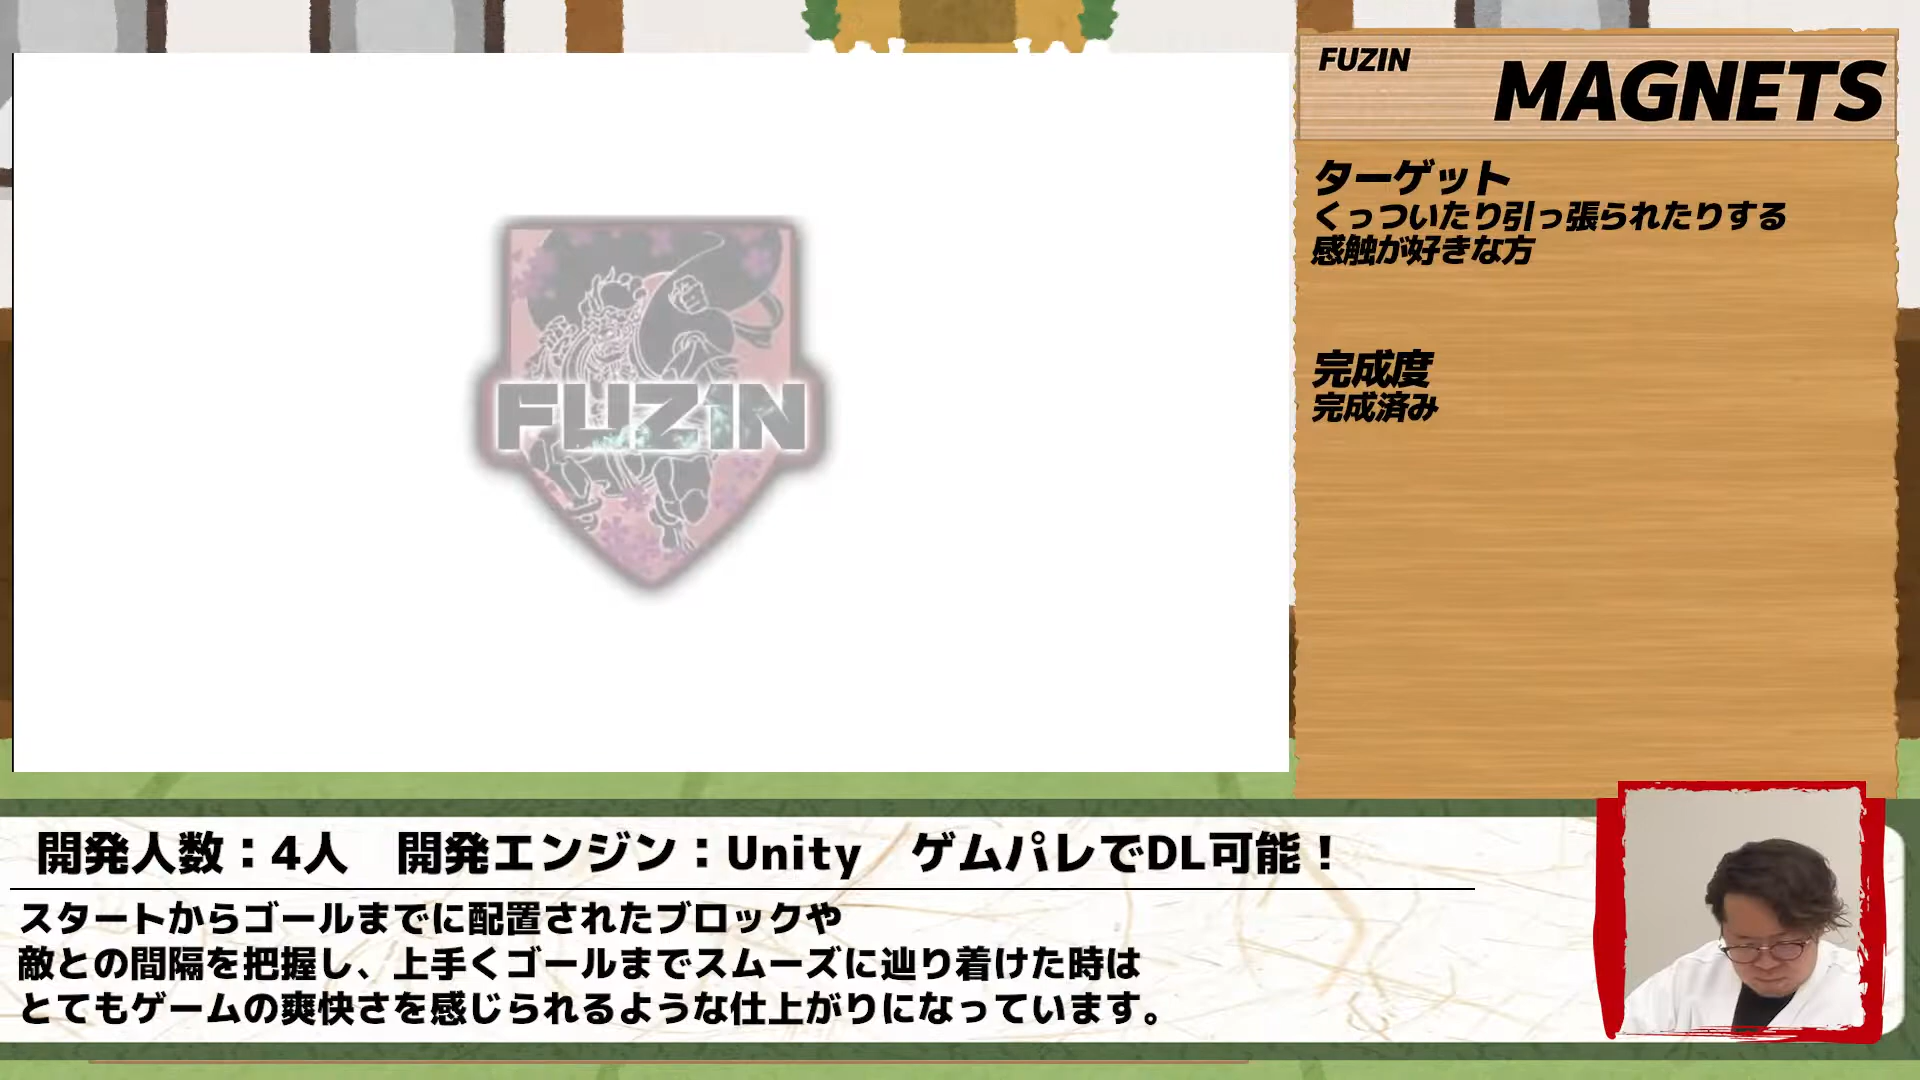 FUZIN
FUZIN
MAGNETS
ターゲット
くっついたり引っ張られたりする
感触が好きな方
完成度
完成済み
開発人数：4人　開発エンジン：Unity　ゲムパレでDL可能！
スタートからゴールまでに配置されたブロックや
敵との間隔を把握し、上手くゴールまでスムーズに辿り着けた時は
とてもゲームの爽快さを感じられるような仕上がりになっています。